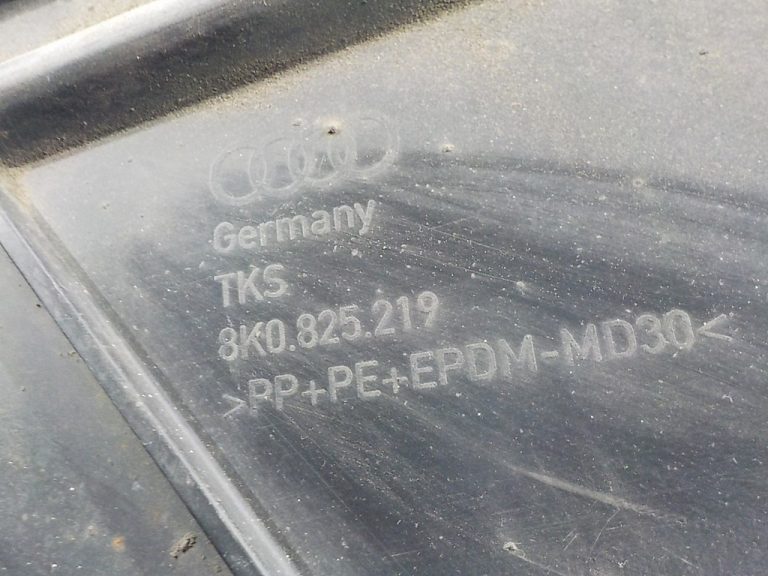 Germany
TKS
8K0.825.219
>PP+PE+EPDM-MD30<